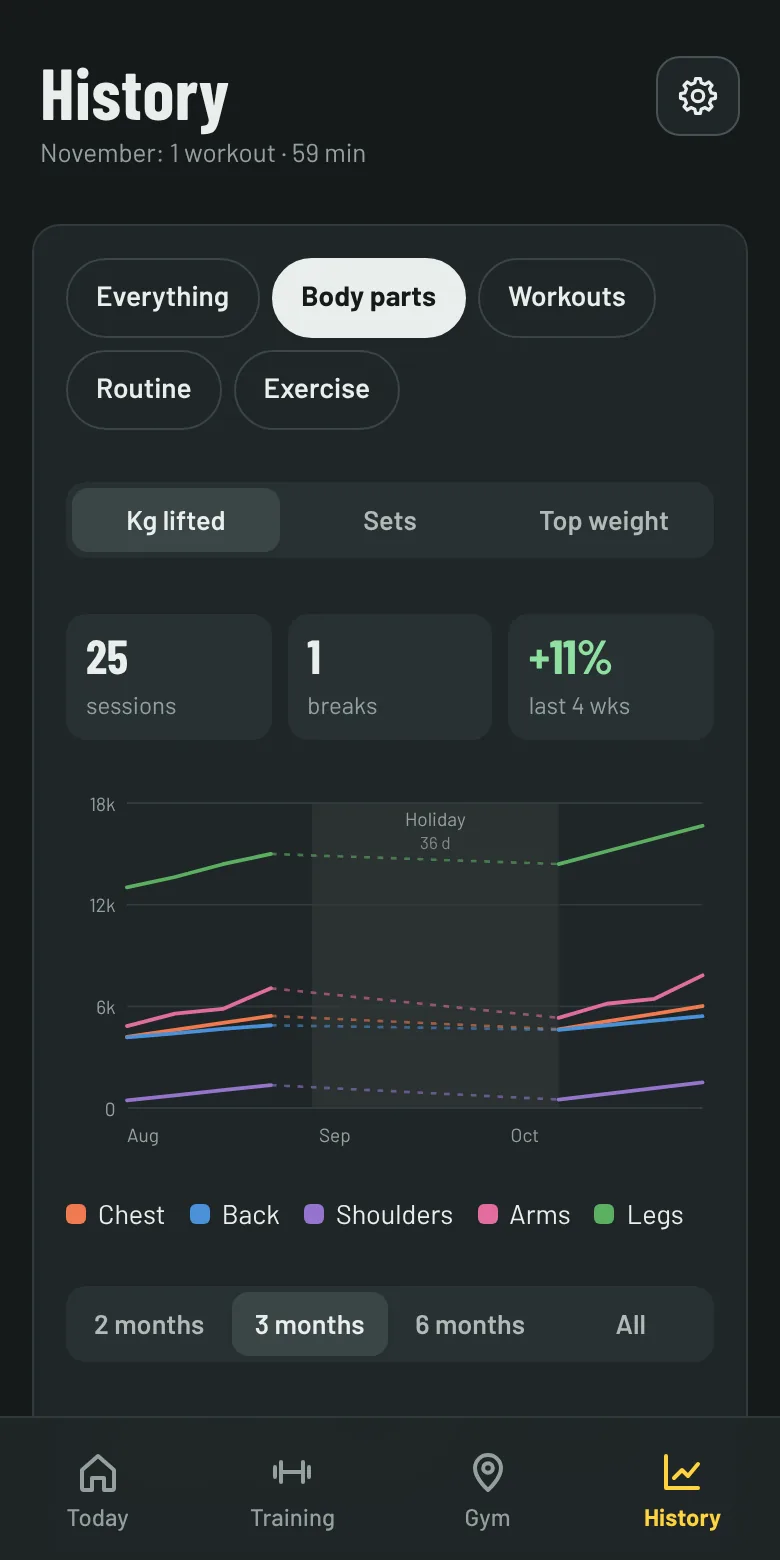 History
November: 1 workout · 59 min
Everything Body parts Workouts
Routine Exercise
Kg lifted Sets Top weight
25 1 +11%
sessions breaks last 4 wks
18k
Holiday
36 d
12k
6k
0
Aug Sep Oct
Chest Back Shoulders Arms Legs
2 months 3 months 6 months All
Today Training Gym History